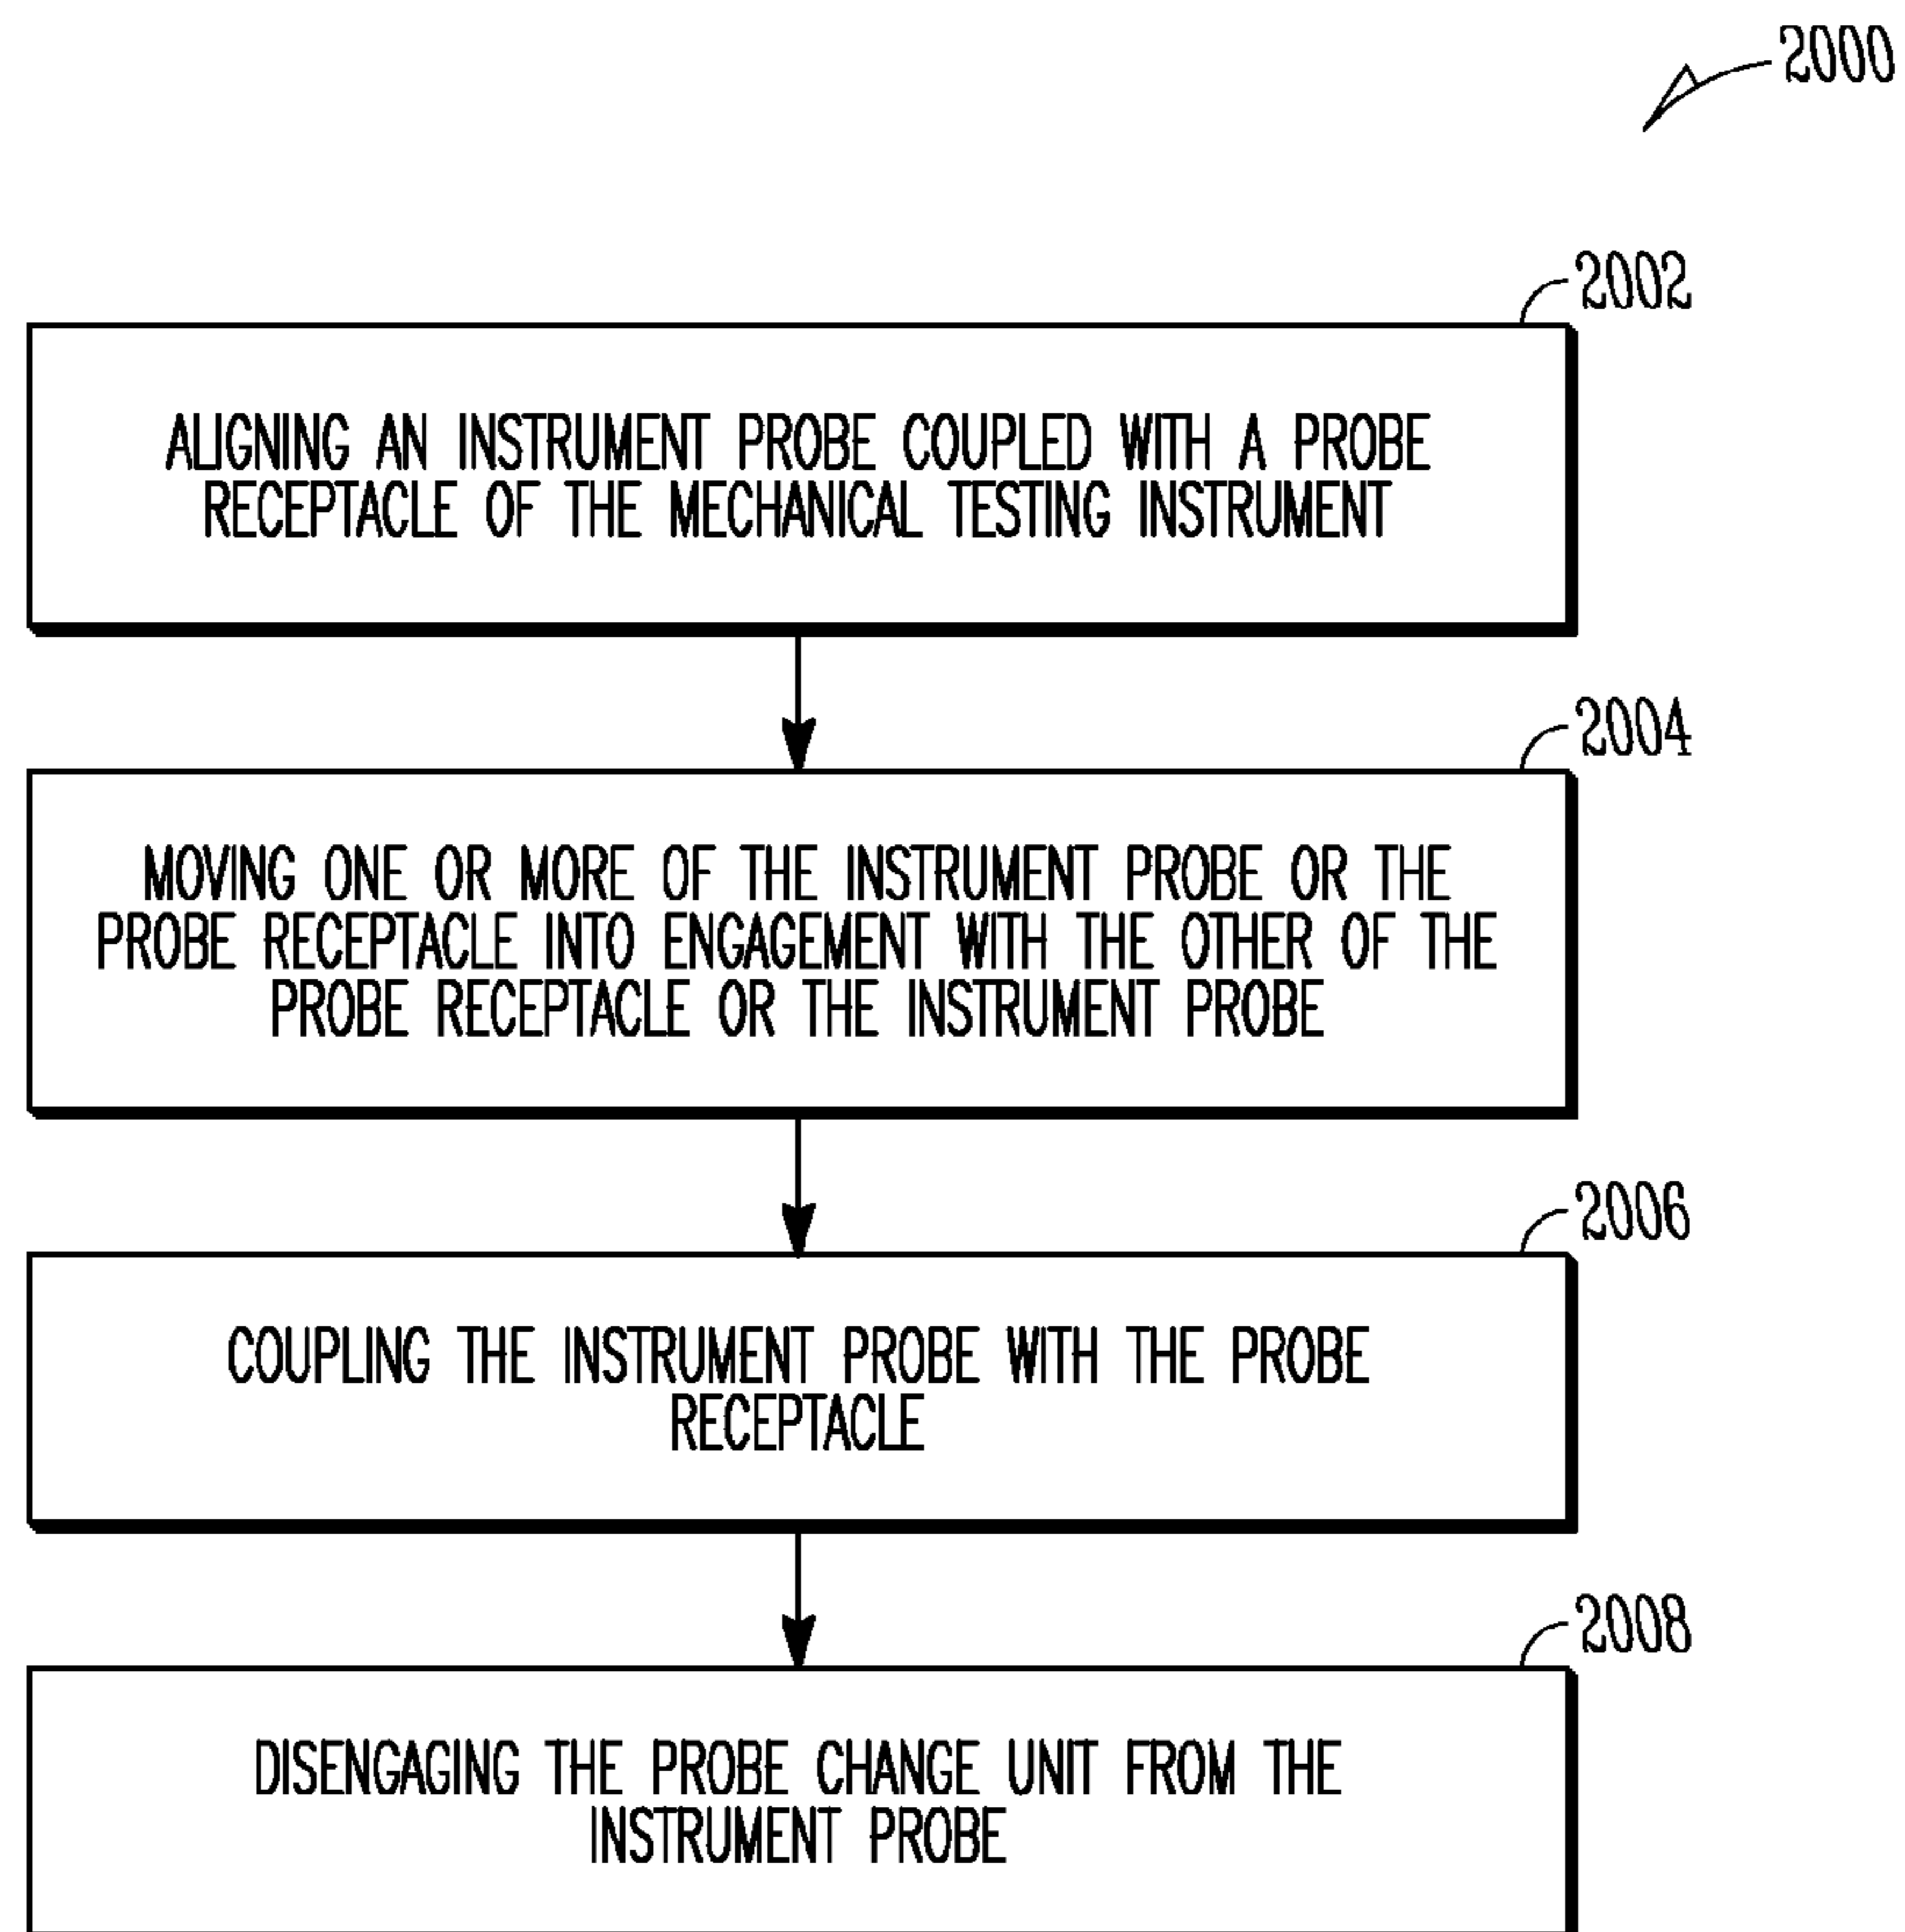 2000
2002
ALIGNING AN INSTRUMENT PROBE COUPLED WITH A PROBE
RECEPTACLE OF THE MECHANICAL TESTING INSTRUMENT
2004
MOVING ONE OR MORE OF THE INSTRUMENT PROBE OR THE
PROBE RECEPTACLE INTO ENGAGEMENT WITH THE OTHER OF THE
PROBE RECEPTACLE OR THE INSTRUMENT PROBE
2006
COUPLING THE INSTRUMENT PROBE WITH THE PROBE
RECEPTACLE
2008
DISENGAGING THE PROBE CHANGE UNIT FROM THE
INSTRUMENT PROBE